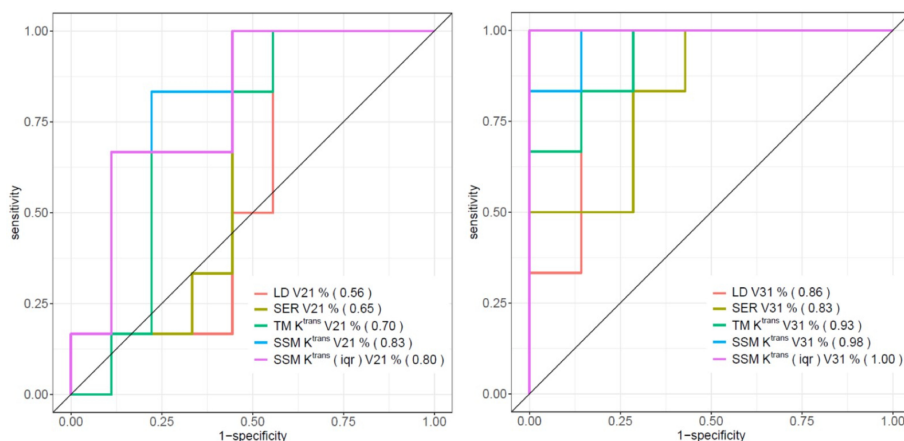 1.00
0.75
0.50
0.25
0.00
sensitivity
LD V21 % ( 0.56 )
SER V21 % ( 0.65 )
TM Ktrans V21 % ( 0.70 )
SSM Ktrans V21 % ( 0.83 )
SSM Ktrans ( iqr ) V21 % ( 0.80 )
0.00 0.25 0.50 0.75 1.00
1-specificity
1.00
0.75
0.50
0.25
0.00
sensitivity
LD V31 % ( 0.86 )
SER V31 % ( 0.83 )
TM Ktrans V31 % ( 0.93 )
SSM Ktrans V31 % ( 0.98 )
SSM Ktrans ( iqr ) V31 % ( 1.00 )
0.00 0.25 0.50 0.75 1.00
1-specificity